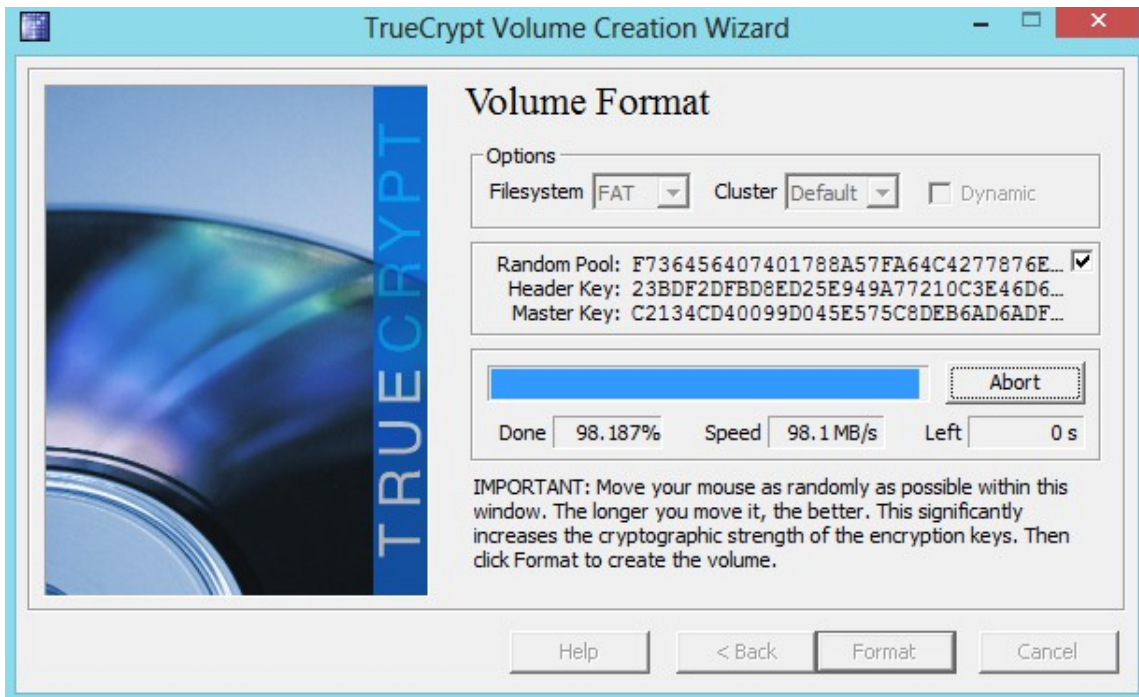 TrueCrypt Volume Creation Wizard
TRUECRYPT
Volume Format
Options
Filesystem FAT Cluster Default Dynamic
Random Pool: F736456407401788A57FA64C4277876E...
Header Key: 23BDF2DFBD8ED25E949A77210C3E46D6...
Master Key: C2134CD40099D045E575C8DEB6AD6ADF...
Abort
Done 98.187% Speed 98.1 MB/s Left 0 s
IMPORTANT: Move your mouse as randomly as possible within this
window. The longer you move it, the better. This significantly
increases the cryptographic strength of the encryption keys. Then
click Format to create the volume.
Help < Back Format Cancel